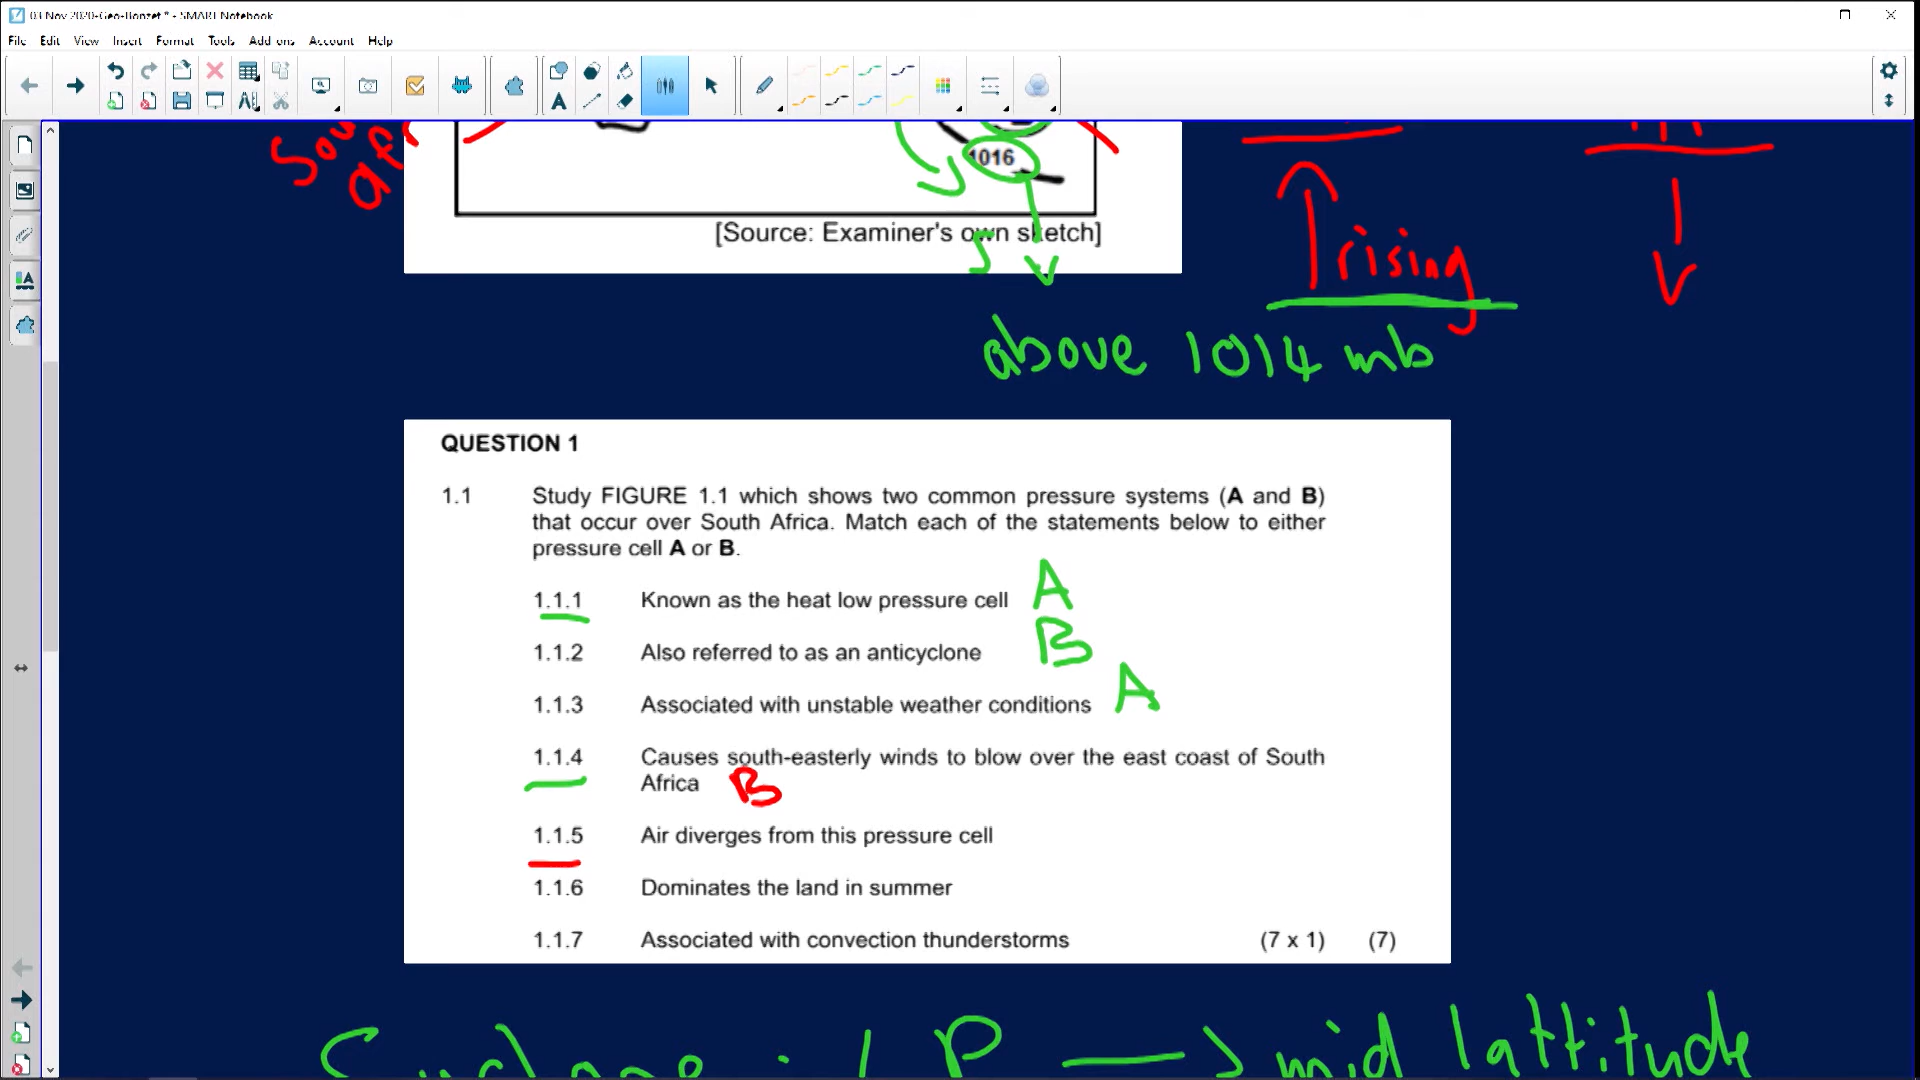 03 Nov 2020-Geo-Bonset * - SMART Notebook
File Edit View Insert Format Tools Add-ons Account Help
1016
[Source: Examiner's own sketch]
S
rising
above 1014 mb
QUESTION 1
1.1 Study FIGURE 1.1 which shows two common pressure systems (A and B)
that occur over South Africa. Match each of the statements below to either
pressure cell A or B.
1.1.1 Known as the heat low pressure cell A
1.1.2 Also referred to as an anticyclone B
1.1.3 Associated with unstable weather conditions A
1.1.4 Causes south-easterly winds to blow over the east coast of South
Africa B
1.1.5 Air diverges from this pressure cell
1.1.6 Dominates the land in summer
1.1.7 Associated with convection thunderstorms (7 x 1) (7)
mid lattitude